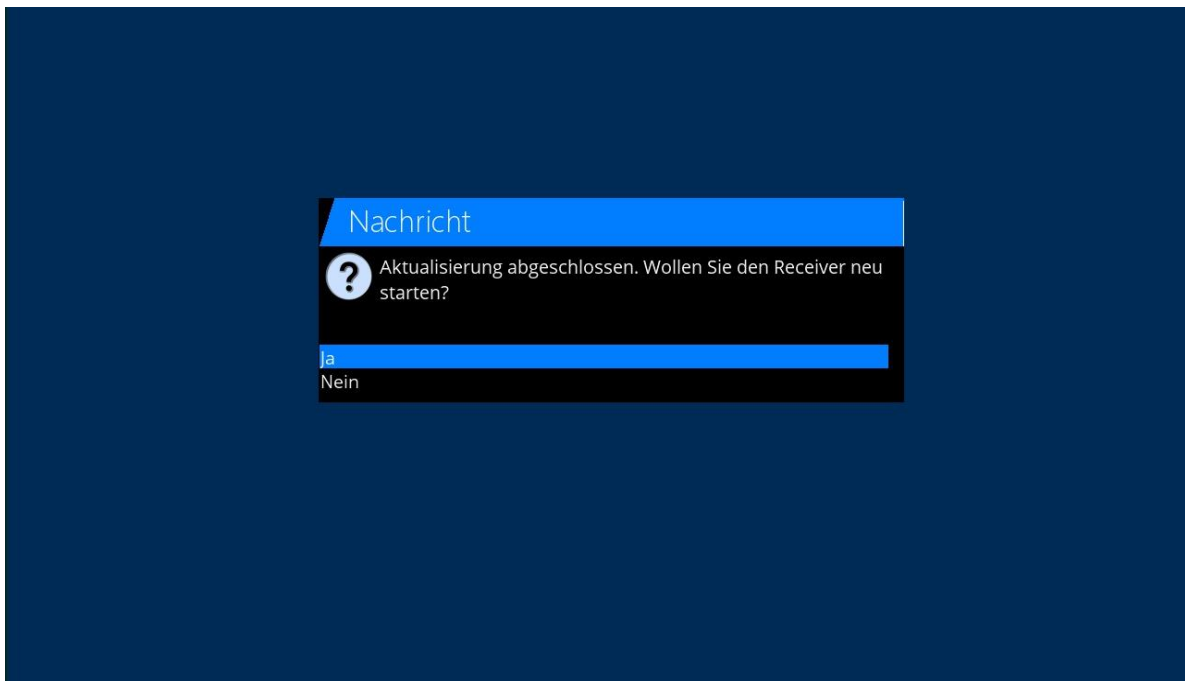 Nachricht
?
Aktualisierung abgeschlossen. Wollen Sie den Receiver neu
starten?
Ja
Nein